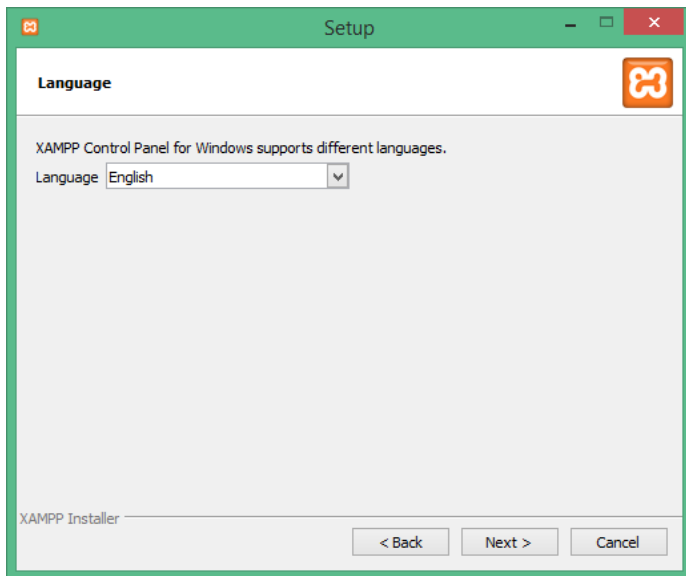 Setup
Language
XAMPP Control Panel for Windows supports different languages.
Language English
XAMPP Installer
< Back Next > Cancel